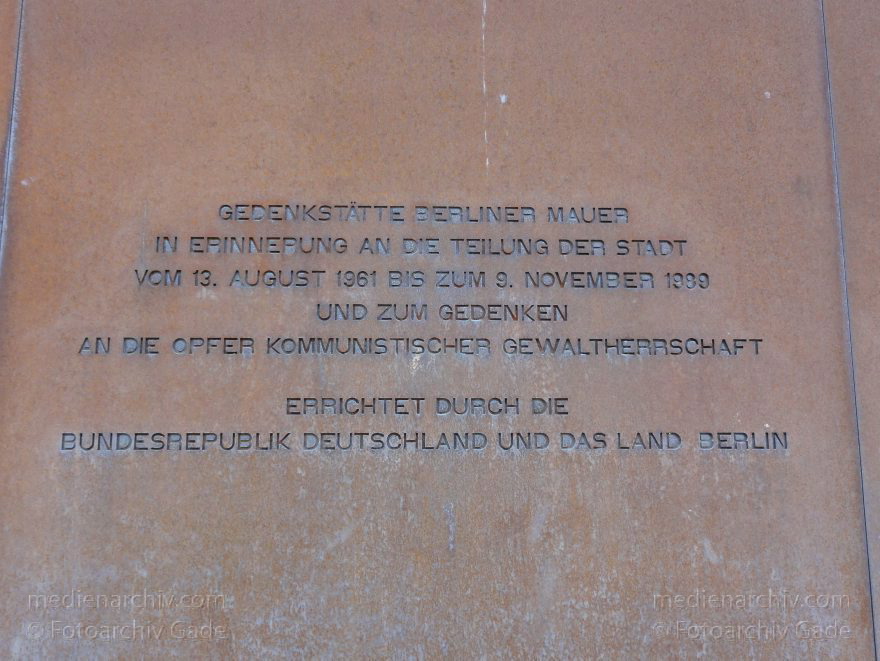 GEDENKSTÄTTE BERLINER MAUER
IN ERINNERUNG AN DIE TEILUNG DER STADT
VOM 13. AUGUST 1961 BIS ZUM 9. NOVEMBER 1989
UND ZUM GEDENKEN
AN DIE OPFER KOMMUNISTISCHER GEWALTHERRSCHAFT
ERRICHTET DURCH DIE
BUNDESREPUBLIK DEUTSCHLAND UND DAS LAND BERLIN
medienarchiv.com
© Fotoarchiv Gade
medienarchiv.com
© Fotoarchiv Gade